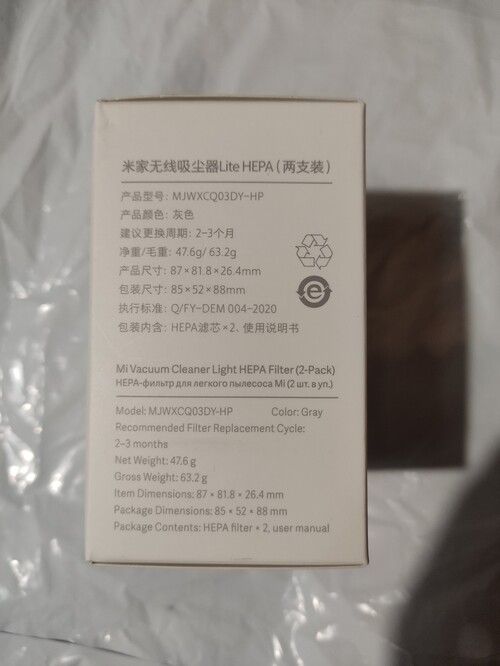 米家无线吸尘器Lite HEPA（两支装）
产品型号: MJWXCQ03DY-HP
产品颜色: 灰色
建议更换周期: 2-3个月
净重/毛重: 47.6g/ 63.2g
产品尺寸: 87×81.8×26.4mm
包装尺寸: 85×52×88mm
执行标准: Q/FY-DEM 004-2020
包装内含: HEPA滤芯×2、使用说明书
e
Mi Vacuum Cleaner Light HEPA Filter (2-Pack)
HEPA-фильтр для легкого пылесоса Mi (2 шт. в уп.)
Model: MJWXCQ03DY-HP Color: Gray
Recommended Filter Replacement Cycle:
2-3 months
Net Weight: 47.6 g
Gross Weight: 63.2 g
Item Dimensions: 87 × 81.8 × 26.4 mm
Package Dimensions: 85 × 52 × 88 mm
Package Contents: HEPA filter × 2, user manual